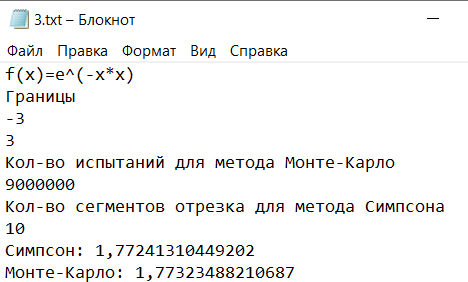 3.txt – Блокнот
Файл Правка Формат Вид Справка
f(x)=e^(-x*x)
Границы
-3
3
Кол-во испытаний для метода Монте-Карло
9000000
Кол-во сегментов отрезка для метода Симпсона
10
Симпсон: 1,77241310449202
Монте-Карло: 1,77323488210687